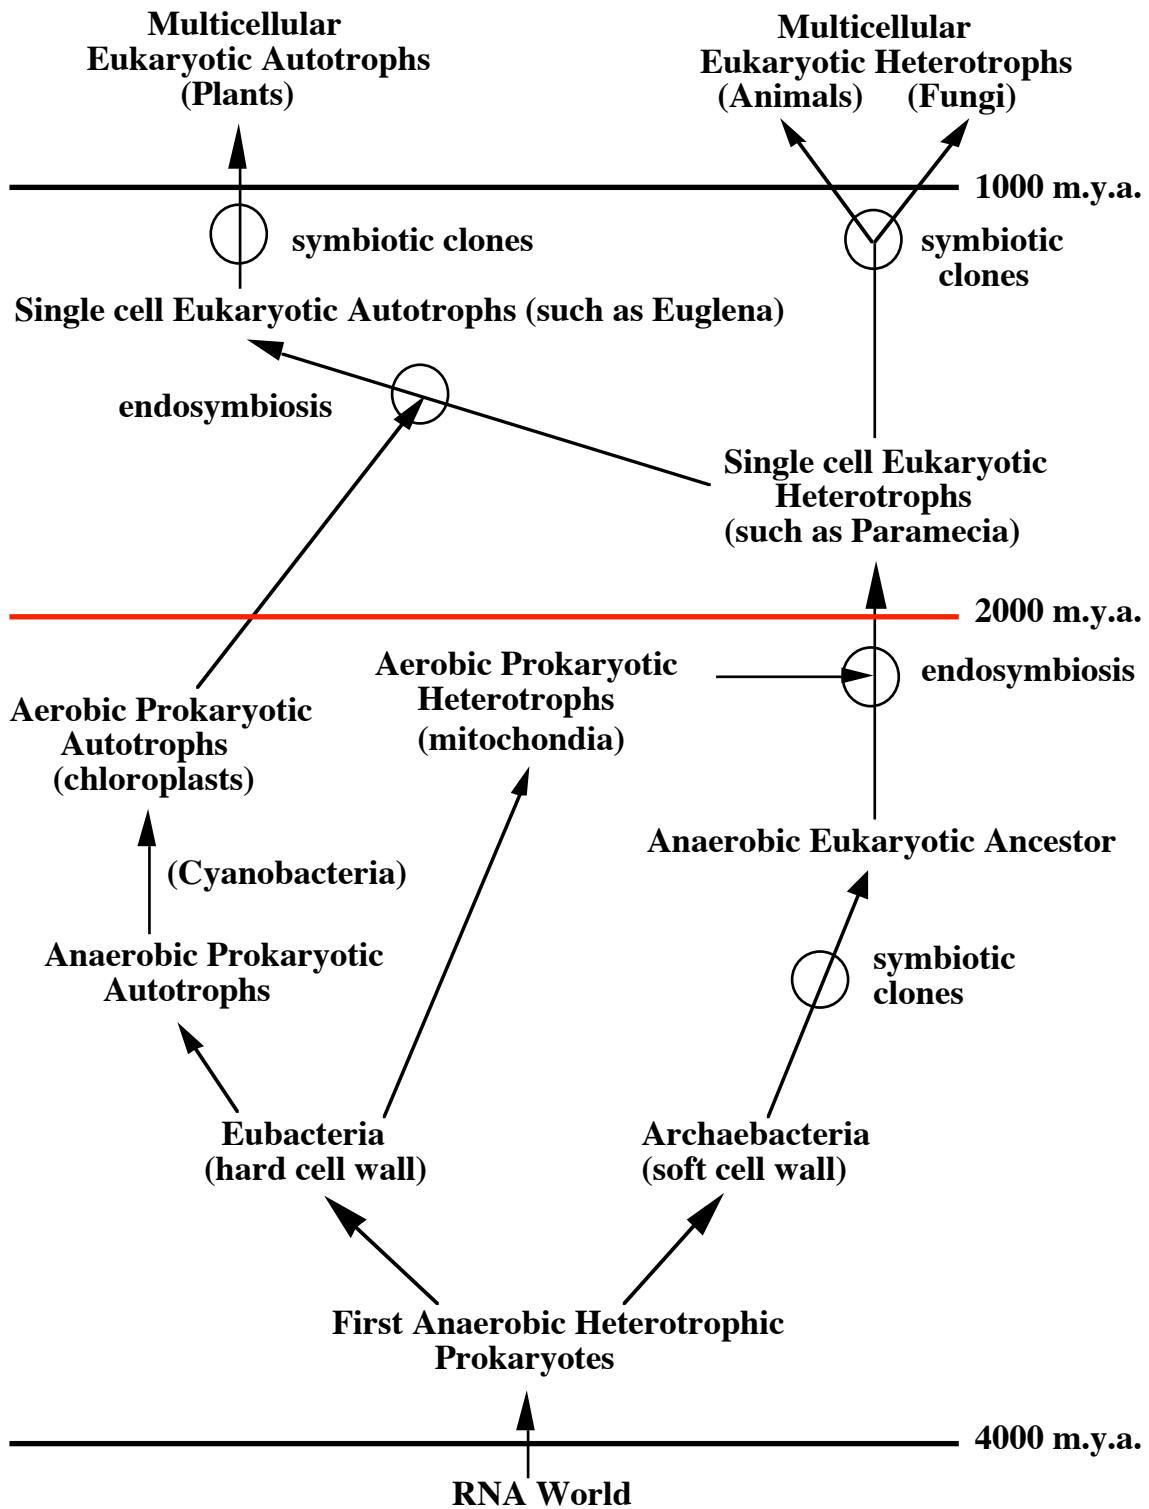 Multicellular
Eukaryotic Autotrophs
(Plants)
Multicellular
Eukaryotic Heterotrophs
(Animals) (Fungi)
1000 m.y.a.
symbiotic clones
symbiotic
clones
Single cell Eukaryotic Autotrophs (such as Euglena)
endosymbiosis
Single cell Eukaryotic
Heterotrophs
(such as Paramecia)
2000 m.y.a.
Aerobic Prokaryotic
Heterotrophs
(mitochondia)
endosymbiosis
Aerobic Prokaryotic
Autotrophs
(chloroplasts)
Anaerobic Eukaryotic Ancestor
(Cyanobacteria)
Anaerobic Prokaryotic
Autotrophs
symbiotic
clones
Eubacteria
(hard cell wall)
Archaebacteria
(soft cell wall)
First Anaerobic Heterotrophic
Prokaryotes
4000 m.y.a.
RNA World